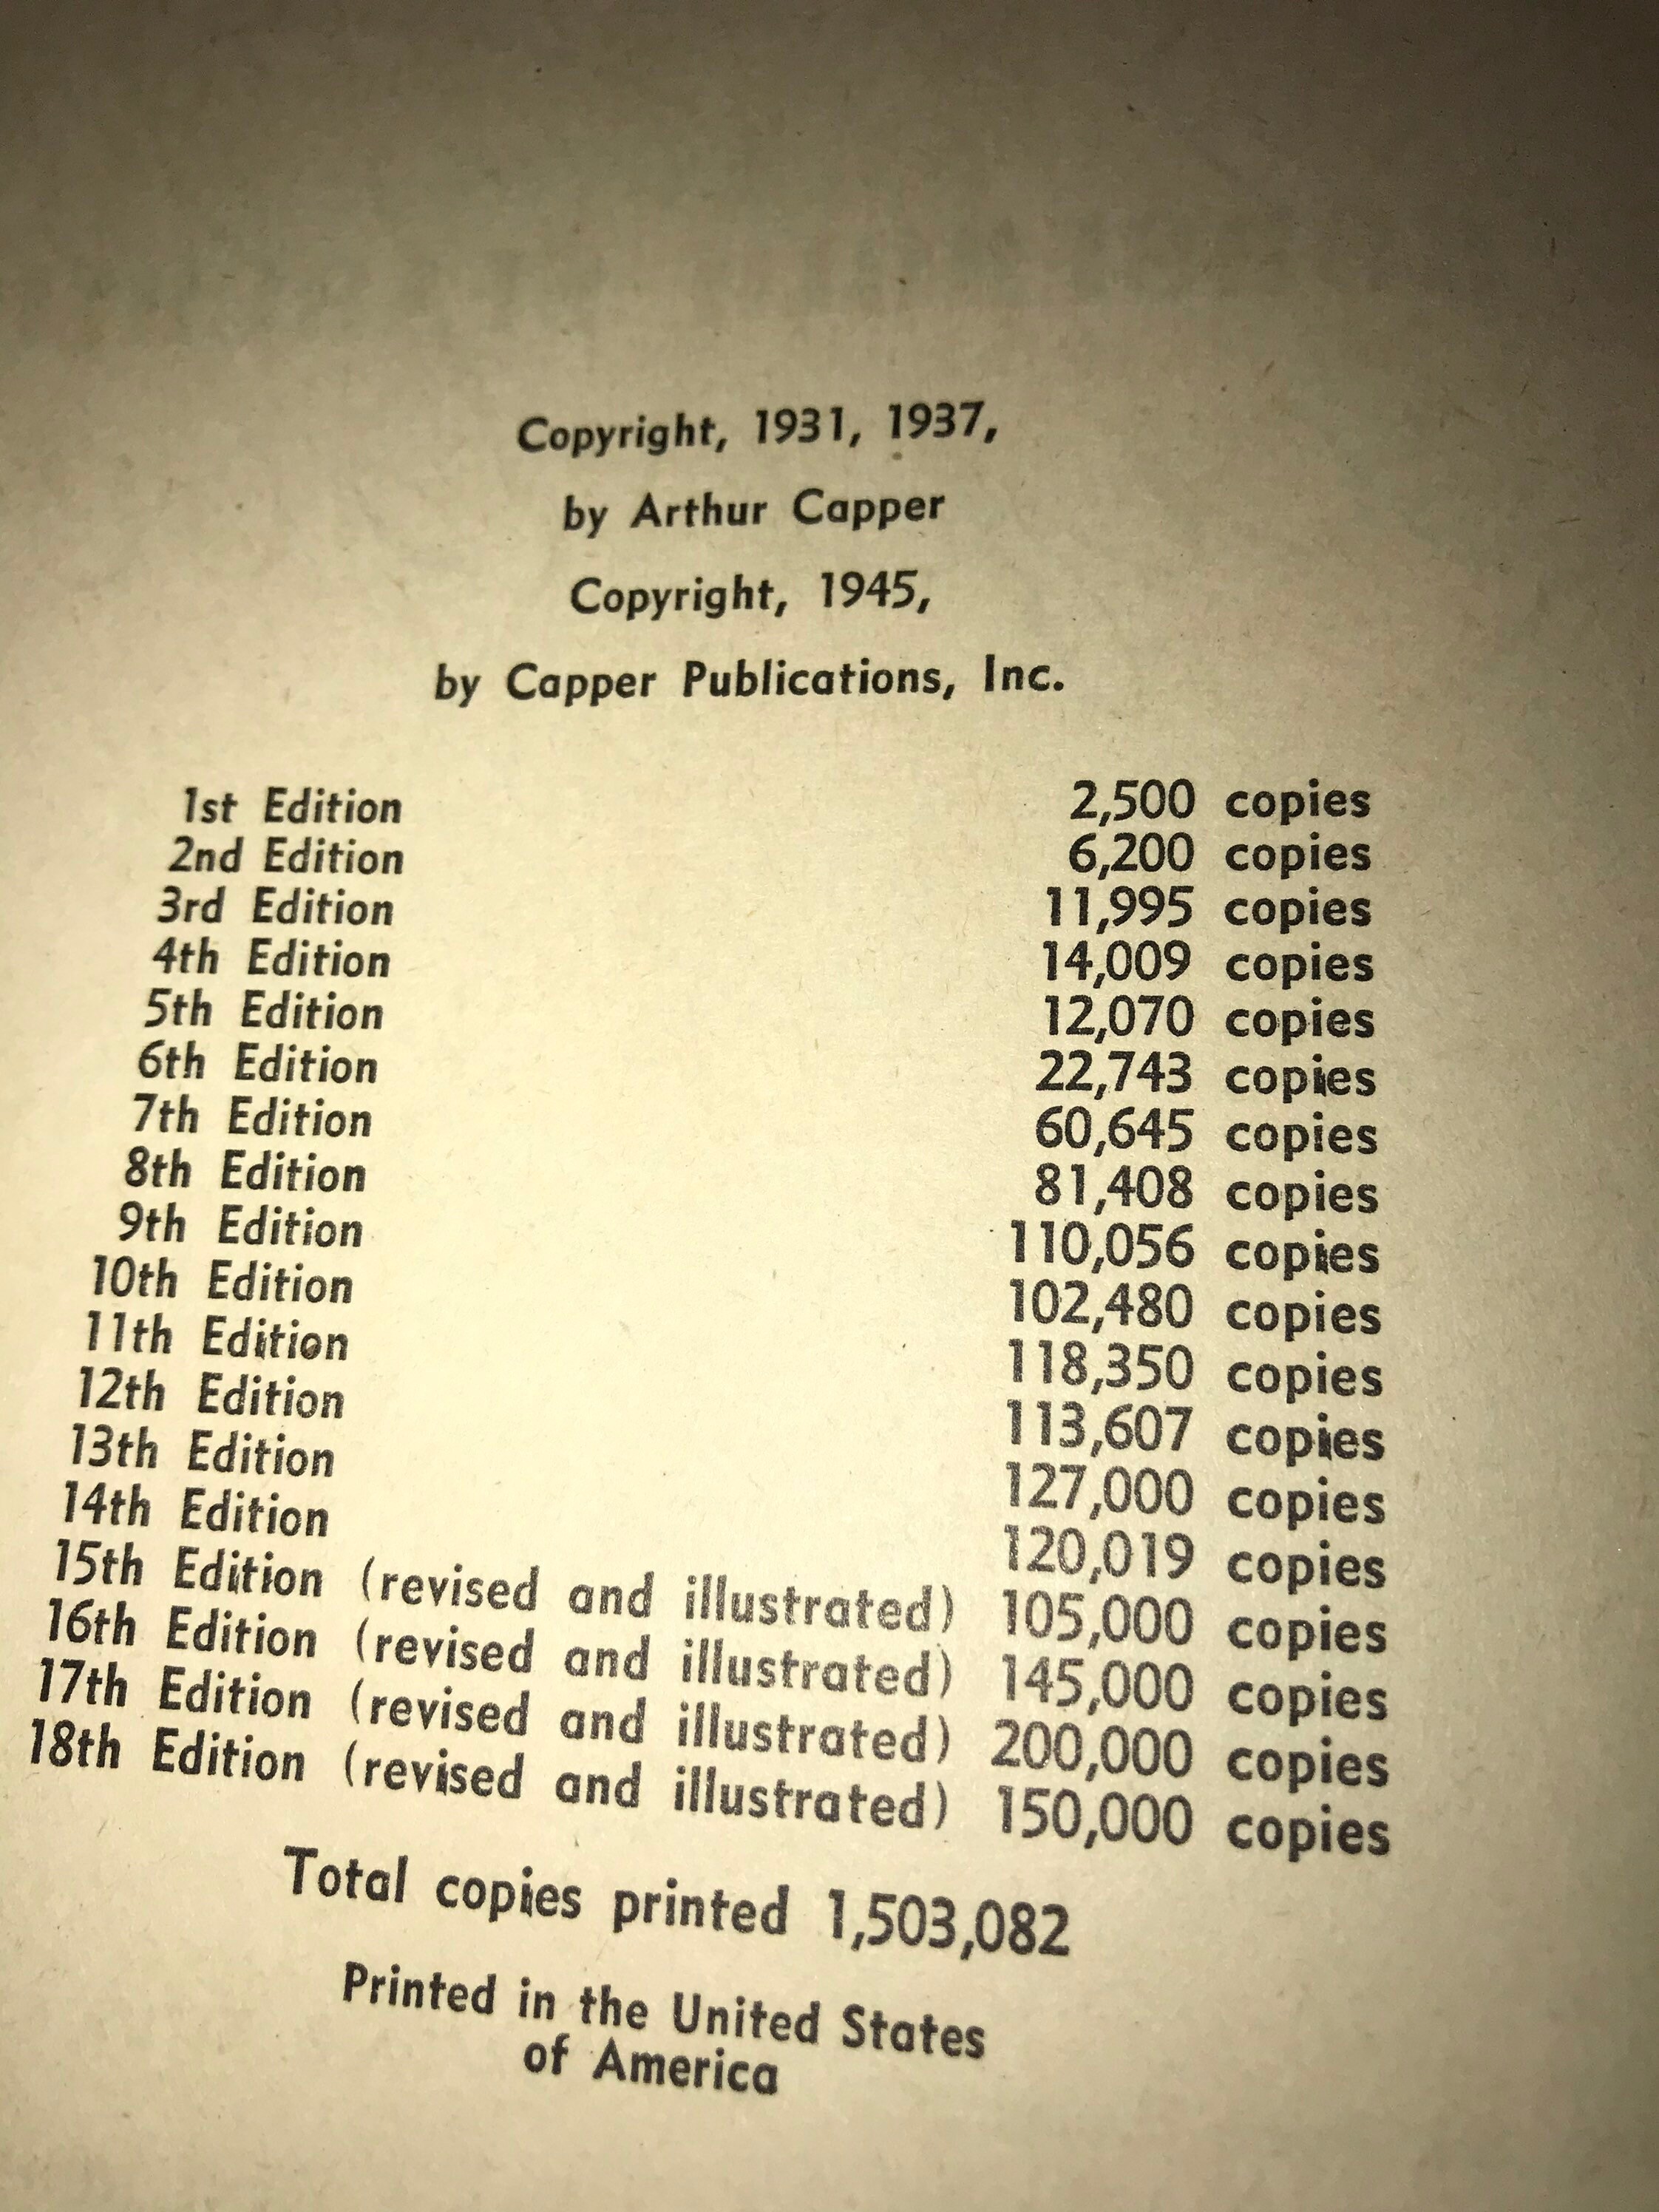 Copyright, 1931, 1937,
by Arthur Capper
Copyright, 1945,
by Capper Publications, Inc.
1st Edition 2,500 copies
2nd Edition 6,200 copies
3rd Edition 11,995 copies
4th Edition 14,009 copies
5th Edition 12,070 copies
6th Edition 22,743 copies
7th Edition 60,645 copies
8th Edition 81,408 copies
9th Edition 110,056 copies
10th Edition 102,480 copies
11th Edition 118,350 copies
12th Edition 113,607 copies
13th Edition 127,000 copies
14th Edition 120,019 copies
15th Edition (revised and illustrated) 105,000 copies
16th Edition (revised and illustrated) 145,000 copies
17th Edition (revised and illustrated) 200,000 copies
18th Edition (revised and illustrated) 150,000 copies
Total copies printed 1,503,082
Printed in the United States
of America